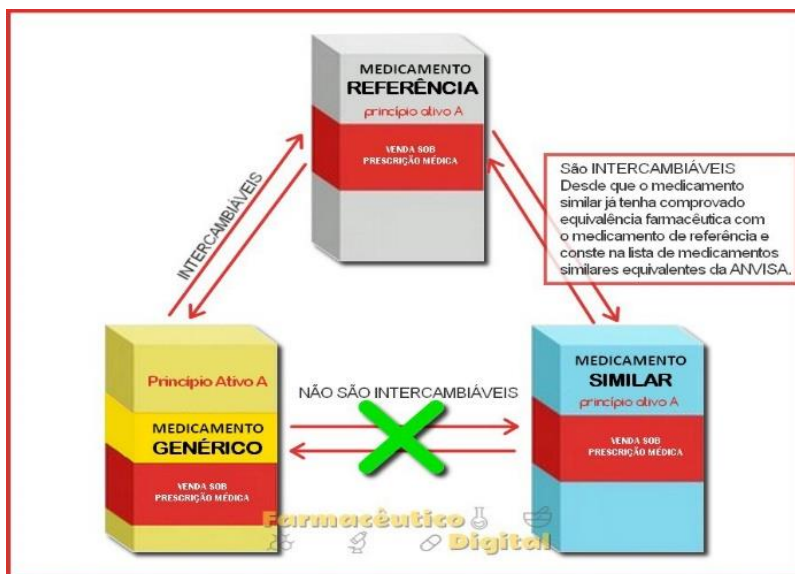 MEDICAMENTO
REFERÊNCIA
princípio ativo A
VENDA SOB
PRESCRIÇÃO MÉDICA
INTERCAMBIÁVEIS
São INTERCAMBIÁVEIS
Desde que o medicamento
similar já tenha comprovado
equivalência farmacêutica com
o medicamento de referência e
conste na lista de medicamentos
similares equivalentes da ANVISA.
Princípio Ativo A
MEDICAMENTO
GENÉRICO
VENDA SOB
PRESCRIÇÃO MÉDICA
NÃO SÃO INTERCAMBIÁVEIS
MEDICAMENTO
SIMILAR
princípio ativo A
VENDA SOB
PRESCRIÇÃO MÉDICA
Farmacêutico
Digital